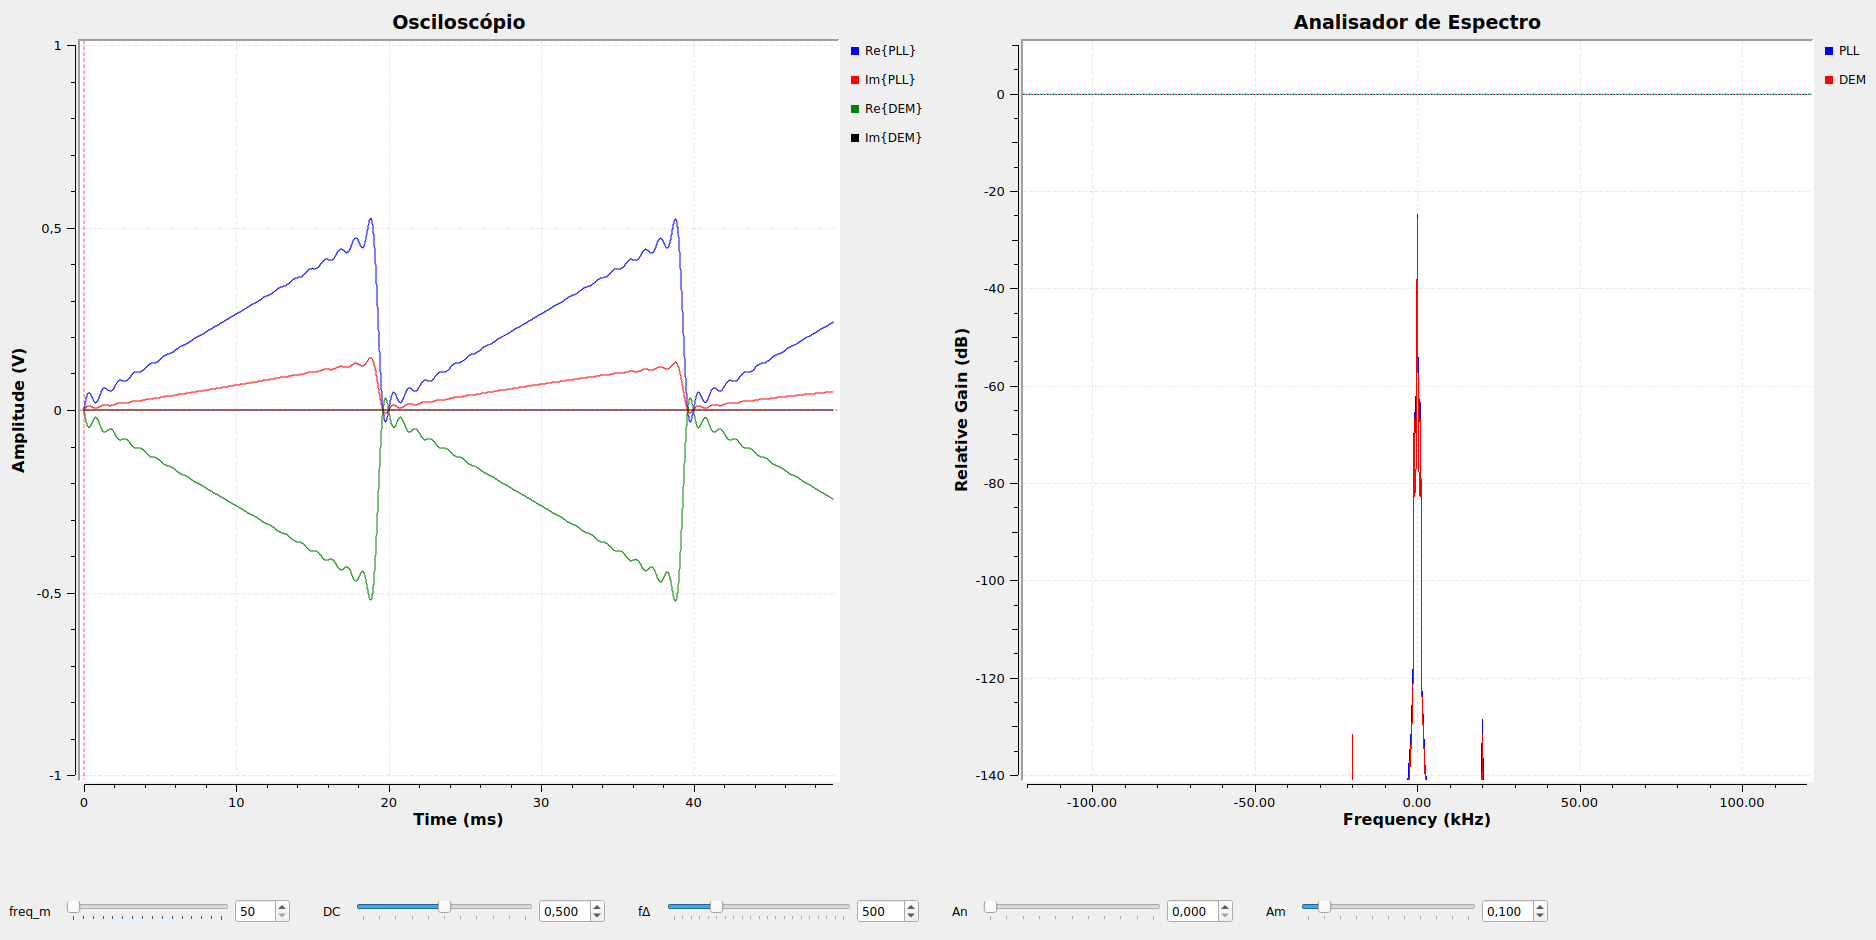 Osciloscópio
1
0,5
0
-0,5
-1
Amplitude (V)
0
10
20
30
40
Time (ms)
Re{PLL}
Im{PLL}
Re{DEM}
Im{DEM}
Analisador de Espectro
0
-20
-40
-60
-80
-100
-120
-140
Relative Gain (dB)
-100.00
-50.00
0.00
50.00
100.00
Frequency (kHz)
PLL
DEM
freq_m
50
DC
0,500
fΔ
500
An
0,000
Am
0,100